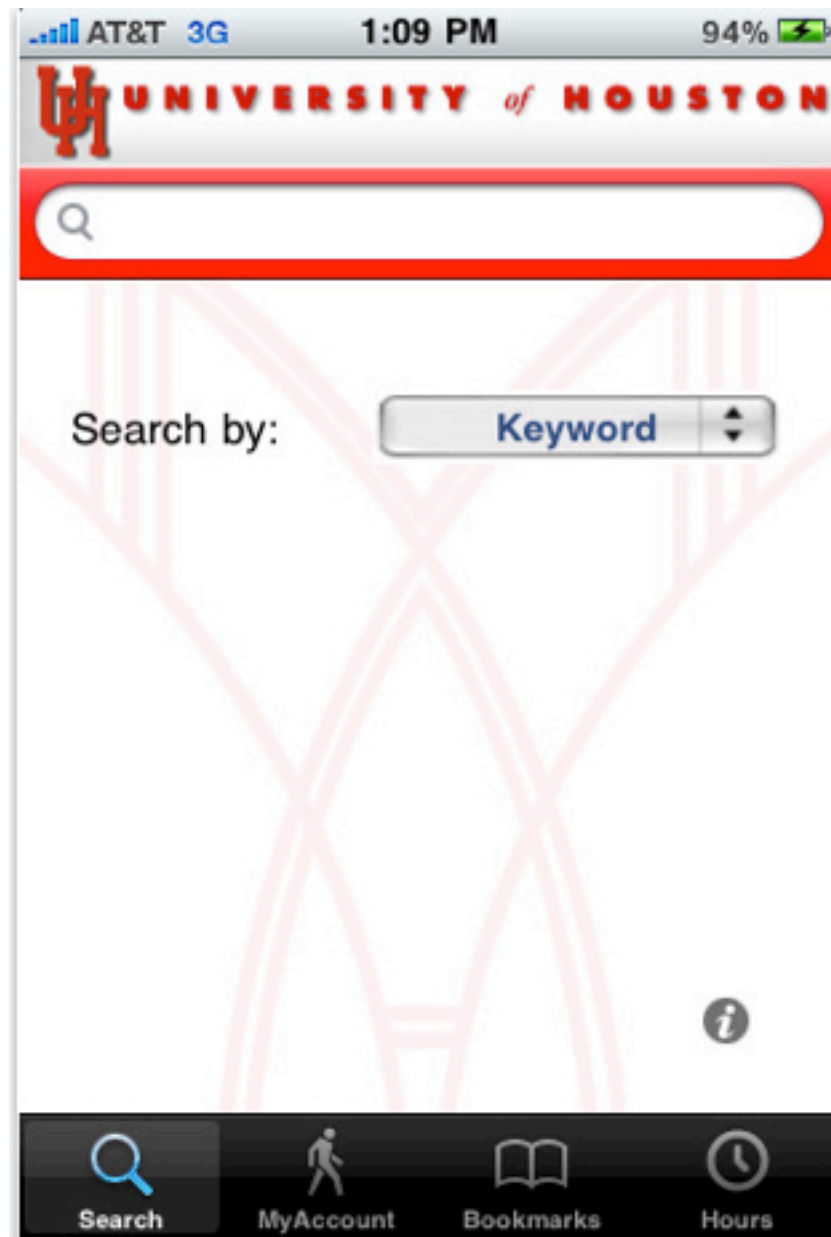 AT&T 3G 1:09 PM 94%
UH UNIVERSITY of HOUSTON
Search by: Keyword
i
Search MyAccount Bookmarks Hours